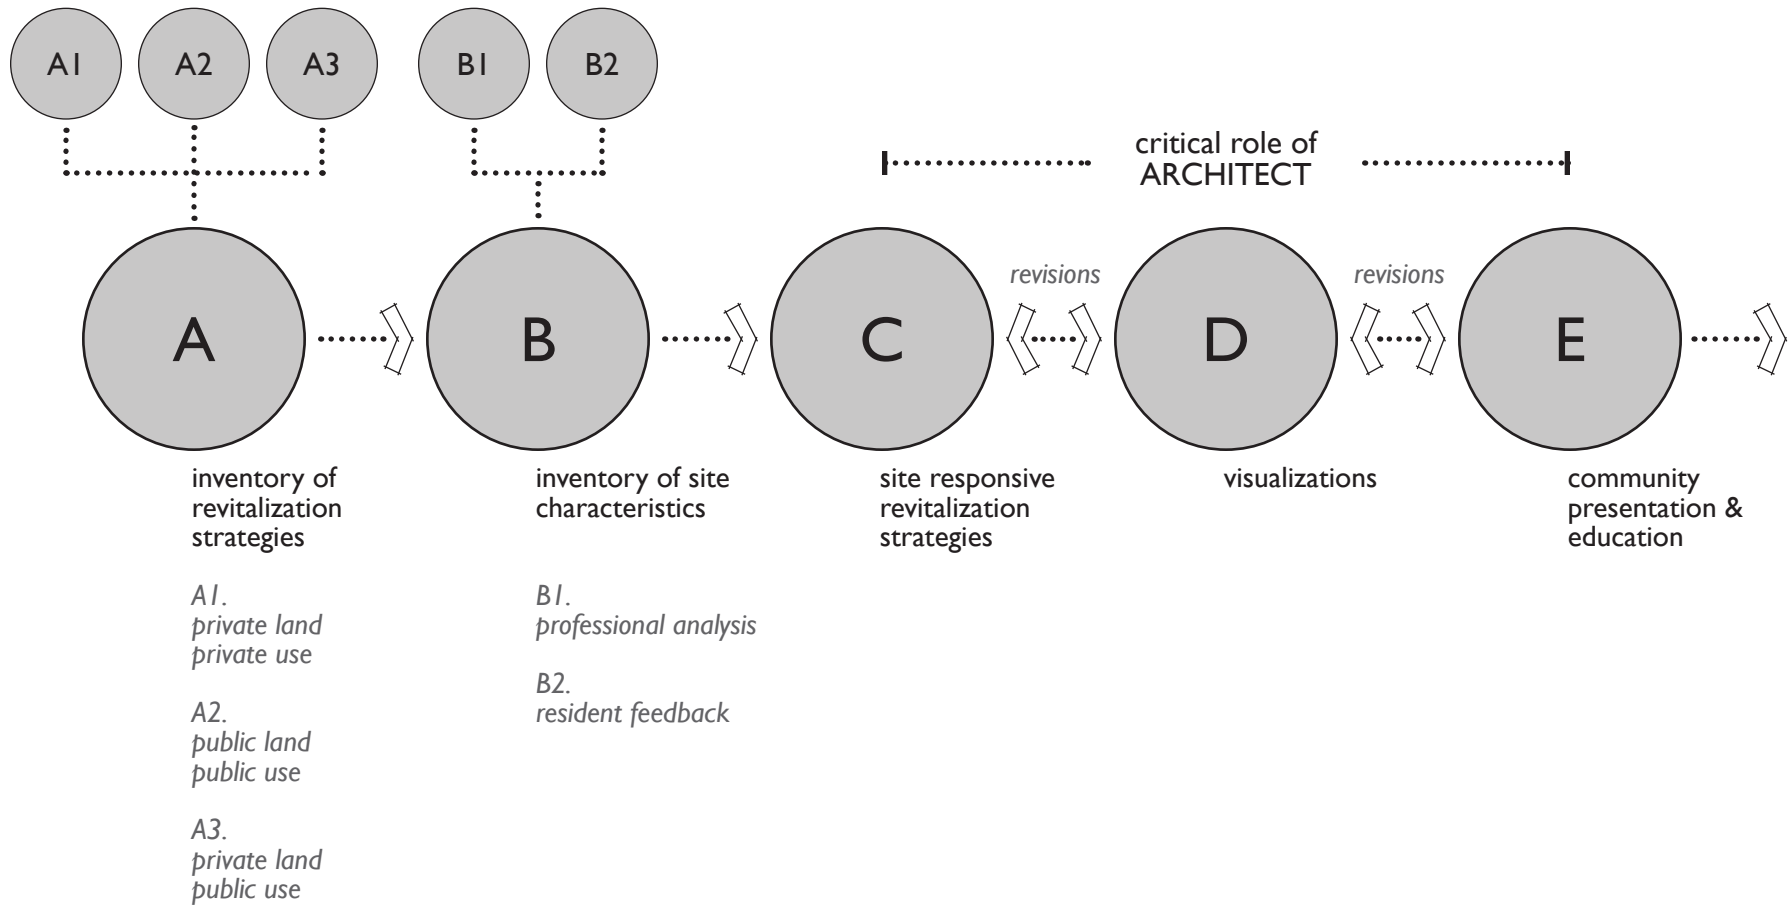 A1
A2
A3
B1
B2
critical role of
ARCHITECT
revisions
revisions
A
B
C
D
E
inventory of
revitalization
strategies
A1.
private land
private use
A2.
public land
public use
A3.
private land
public use
inventory of site
characteristics
B1.
professional analysis
B2.
resident feedback
site responsive
revitalization
strategies
visualizations
community
presentation &
education